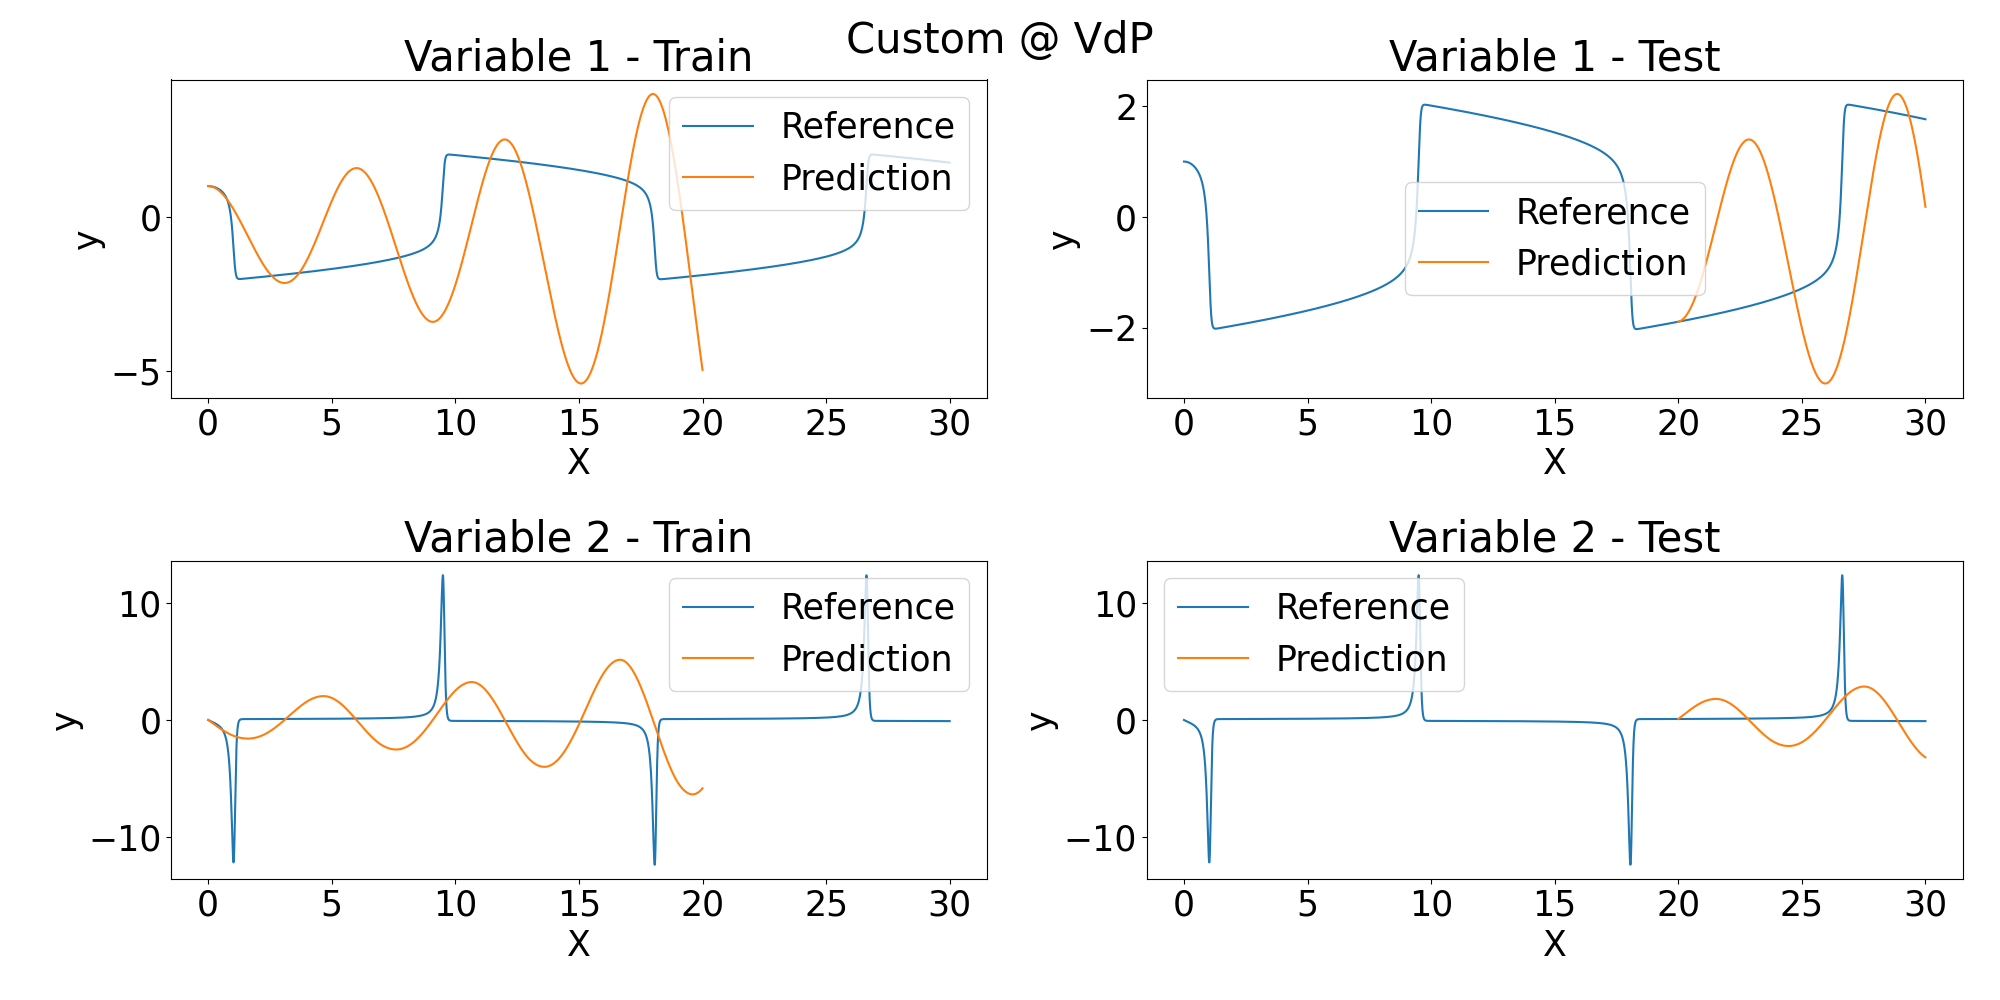 Custom @ VdP
Variable 1 - Train
Reference
Prediction
0
−5
y
0 5 10 15 20 25 30
X
Variable 1 - Test
Reference
Prediction
2
0
−2
y
0 5 10 15 20 25 30
X
Variable 2 - Train
Reference
Prediction
10
0
−10
y
0 5 10 15 20 25 30
X
Variable 2 - Test
Reference
Prediction
10
0
−10
y
0 5 10 15 20 25 30
X